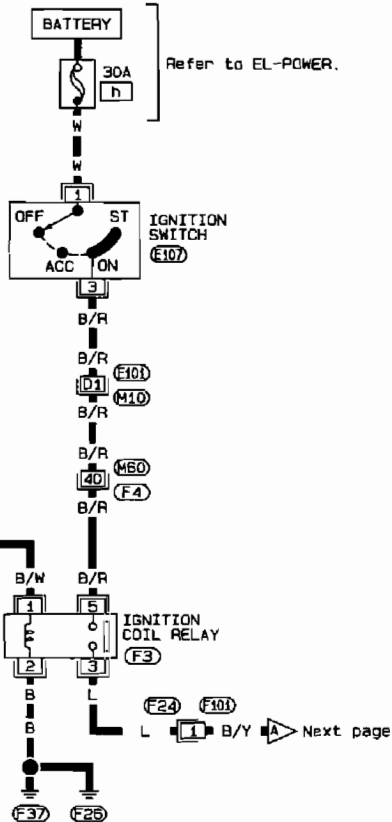 BATTERY
Refer to EL-POWER.
30A
h
W
W
1
OFF
ST
IGNITION
SWITCH
ACC
ON
E107
3
B/R
B/R
E101
D1
M10
B/R
B/R
M60
40
F4
B/R
B/W
B/R
1
5
IGNITION
COIL RELAY
F3
2
3
B
L
F24
F101
B
L
1
B/Y
A
Next page
F37
F26